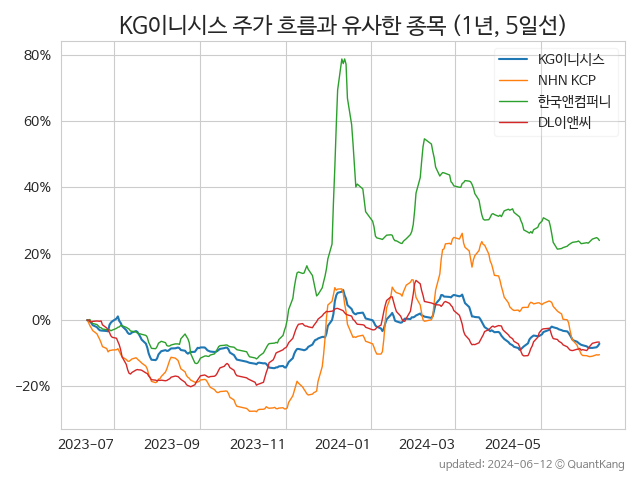 KG이니시스 주가 흐름과 유사한 종목 (1년, 5일선)
KG이니시스
NHN KCP
한국앤컴퍼니
DL이앤씨
80%
60%
40%
20%
0%
−20%
2023-07 2023-09 2023-11 2024-01 2024-03 2024-05
updated: 2024-06-12 © QuantKang